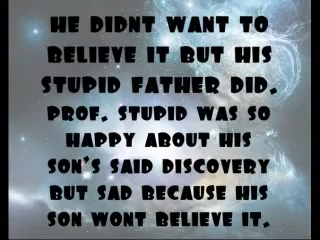 HE DIDNT WANT TO
BELIEVE IT BUT HIS
STUPID FATHER DID.
PROF. STUPID WAS SO
HAPPY ABOUT HIS
SON'S SAID DISCOVERY
BUT SAD BECAUSE HIS
SON WONT BELIEVE IT.